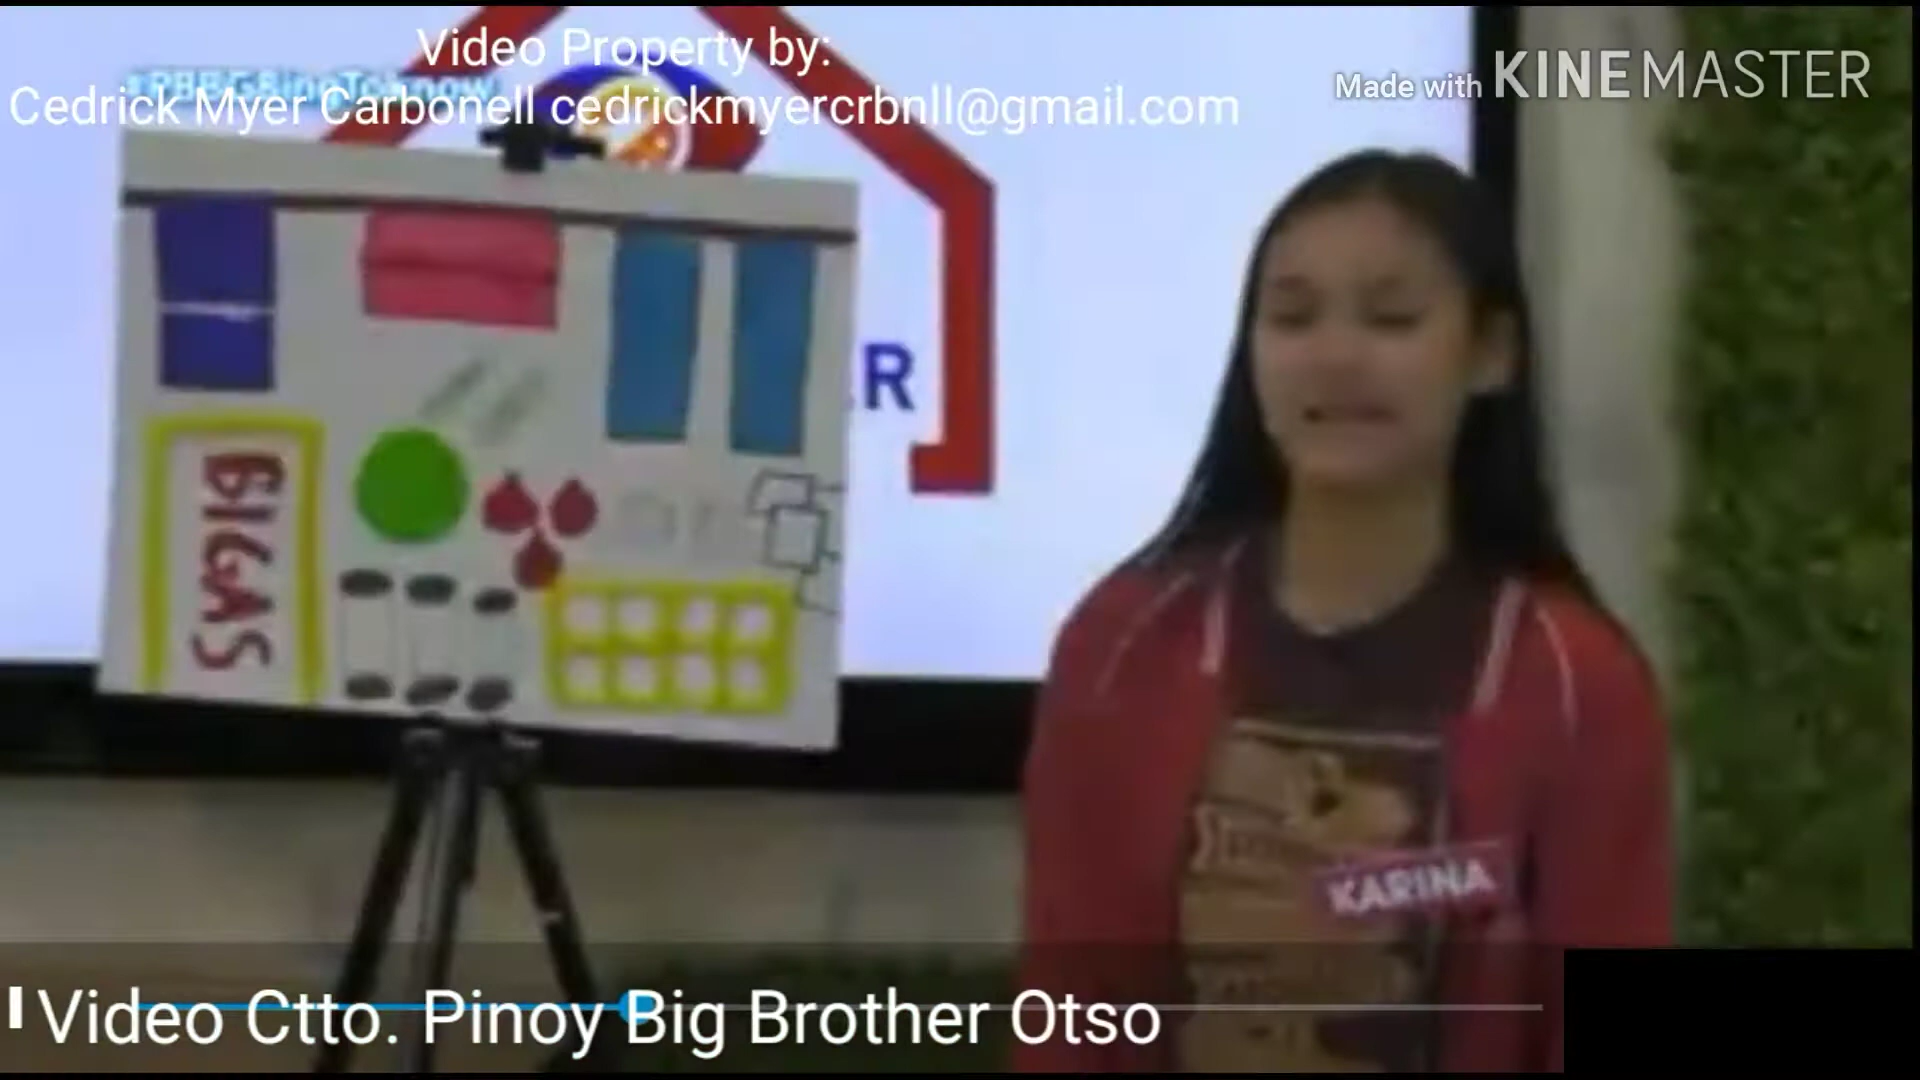 Video Property by:
Cedrick Myer Carbonell cedrickmyercrbnll@gmail.com
Made with KINEMASTER
R
BIGAS
KARINA
Video Ctto. Pinoy Big Brother Otso